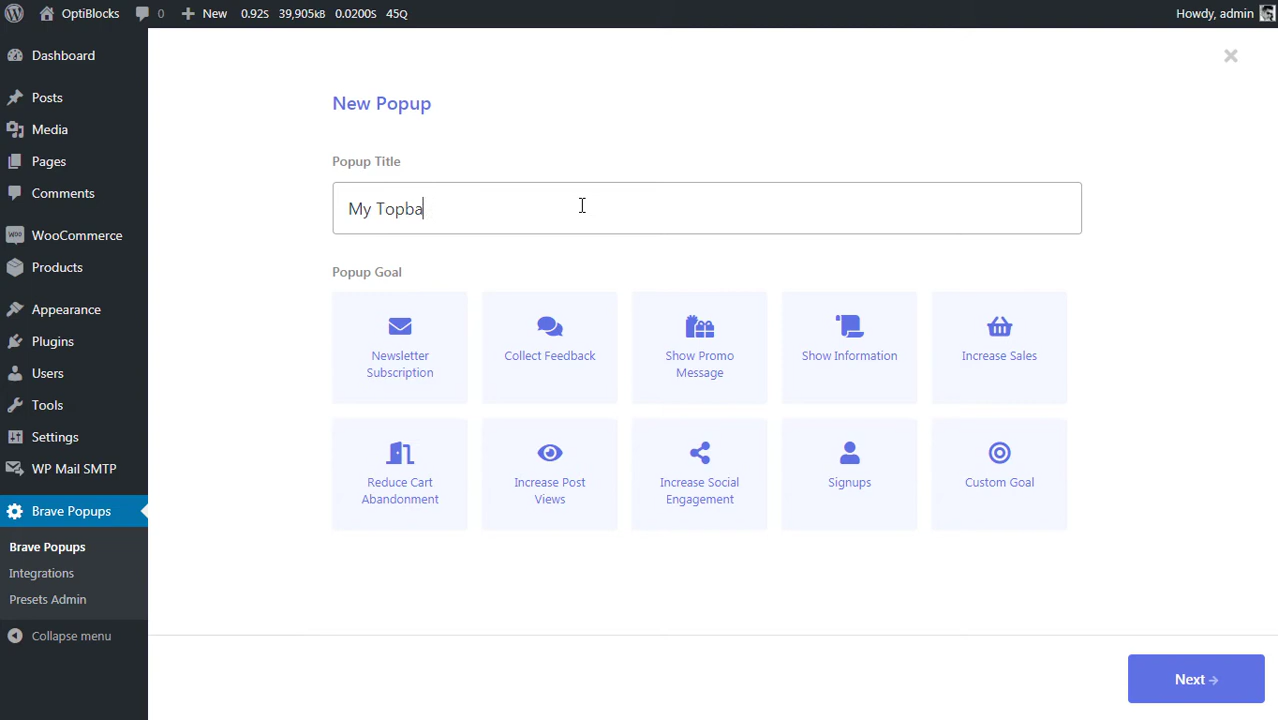 OptiBlocks 0 New 0.92S 39,905ᴋB 0.0200S 45Q Howdy, admin
Dashboard
Posts
Media
Pages
Comments
WooCommerce
Products
Appearance
Plugins
Users
Tools
Settings
WP Mail SMTP
Brave Popups
Brave Popups
Integrations
Presets Admin
Collapse menu
New Popup
Popup Title
My Topba
Popup Goal
Newsletter
Subscription
Collect Feedback
Show Promo
Message
Show Information
Increase Sales
Reduce Cart
Abandonment
Increase Post
Views
Increase Social
Engagement
Signups
Custom Goal
Next →